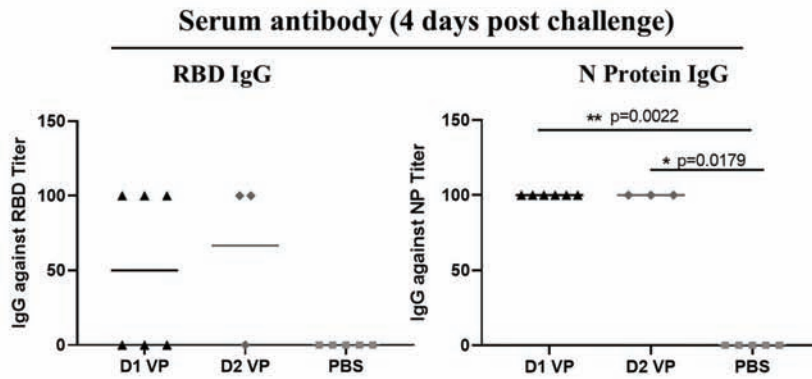 Serum antibody (4 days post challenge)
RBD IgG
N Protein IgG
IgG against RBD Titer
150
100
50
0
D1 VP
D2 VP
PBS
IgG against NP Titer
150
100
50
0
** p=0.0022
* p=0.0179
D1 VP
D2 VP
PBS